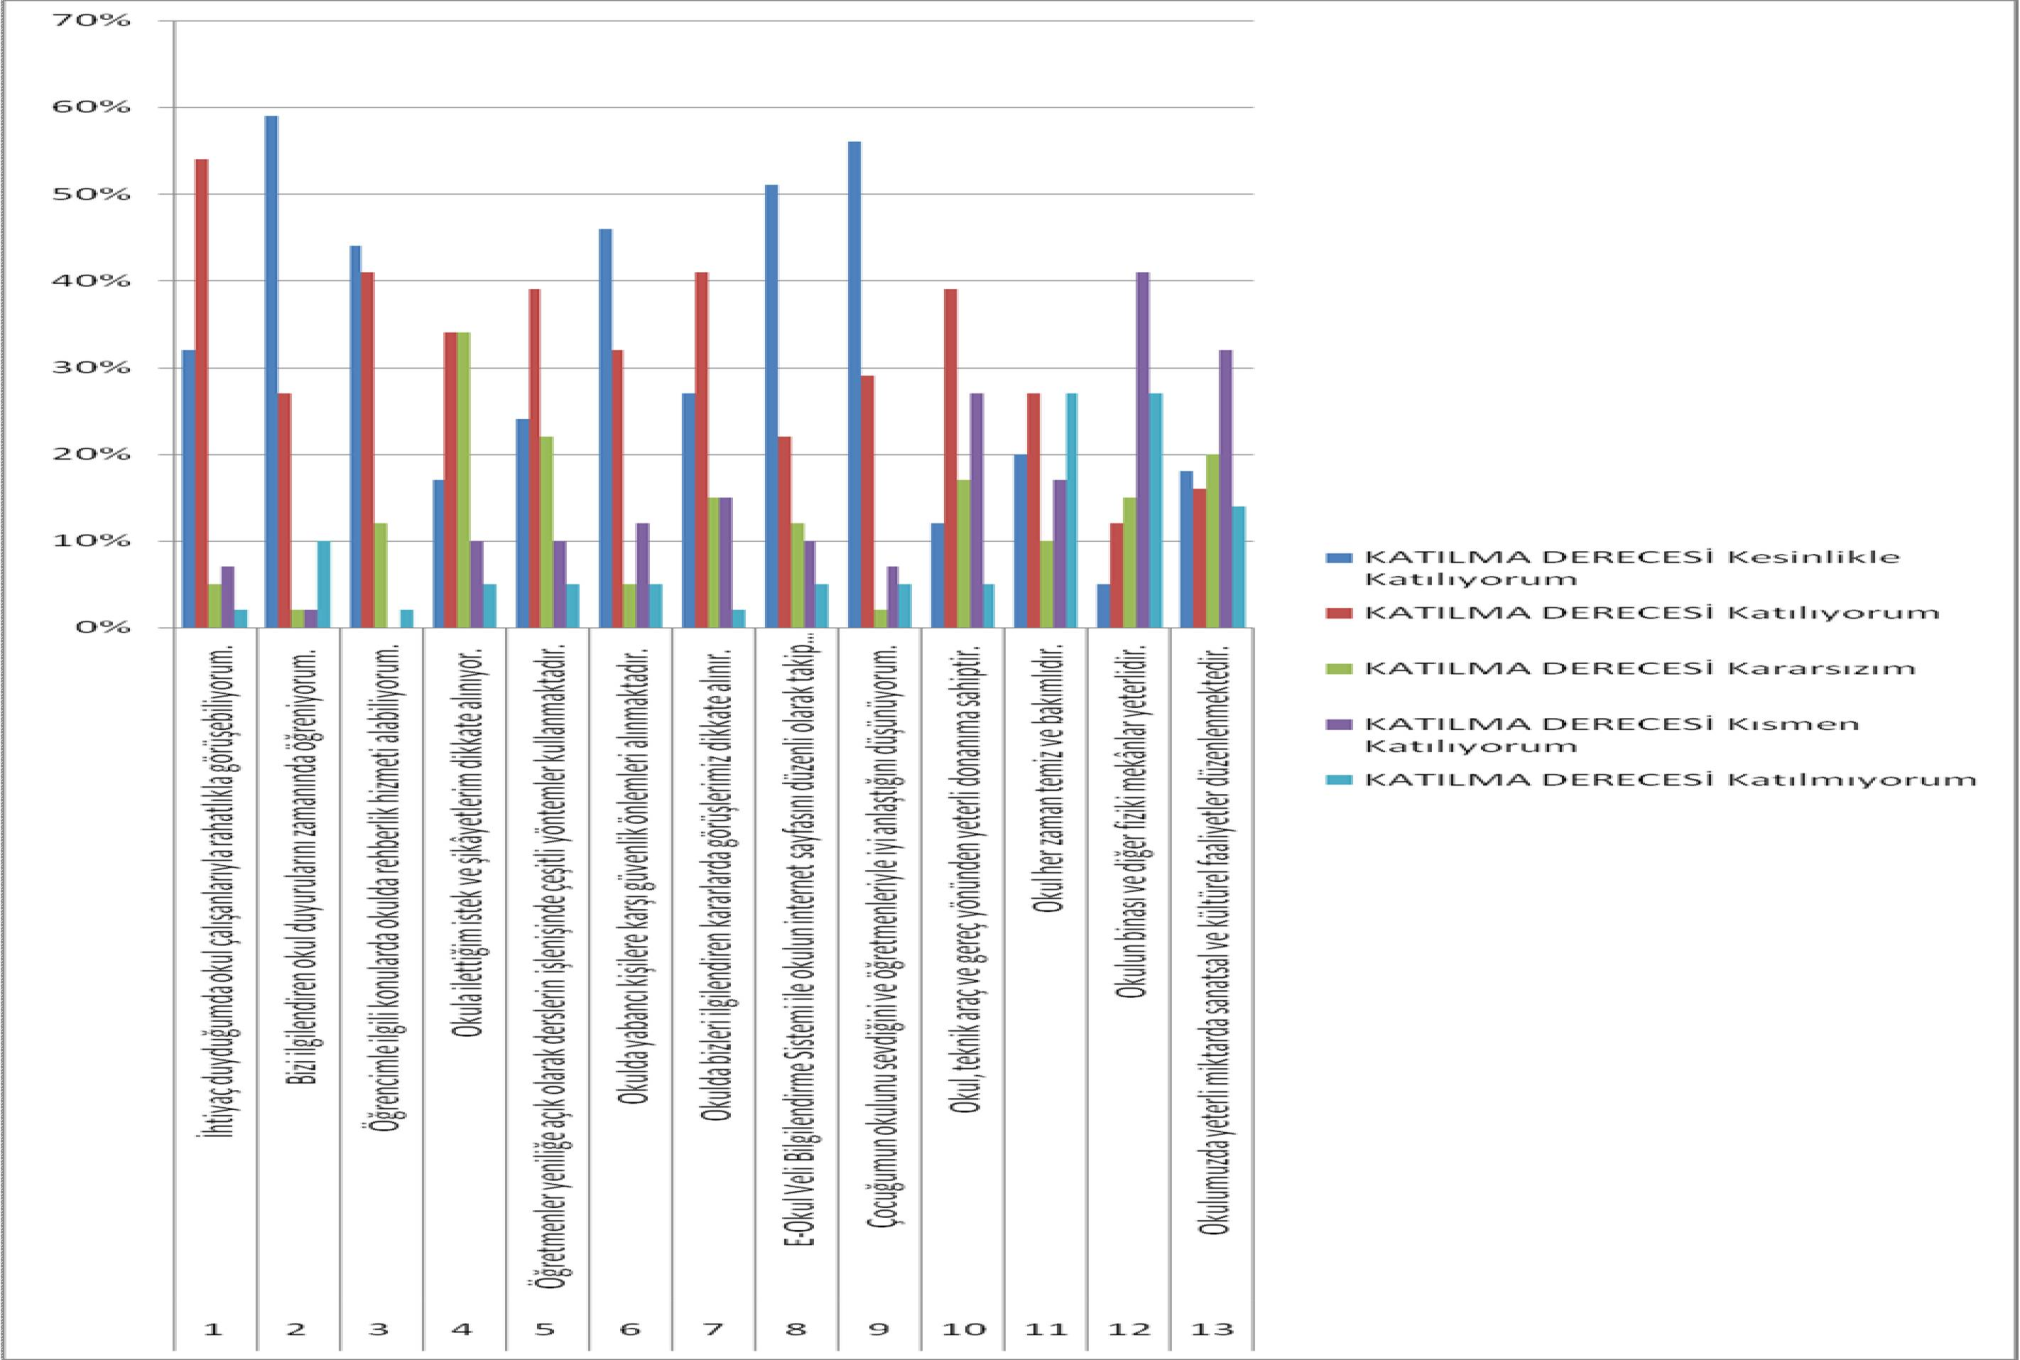 70%
60%
50%
40%
30%
20%
10%
0%
İhtiyaç duyduğumda okul çalışanlarıyla rahatlıkla görüşebiliyorum.
Bizi ilgilendiren okul duyurularını zamanında öğreniyorum.
Öğrencimle ilgili konularda okulda rehberlik hizmeti alabiliyorum.
Okula ilettiğim istek ve şikâyetlerim dikkate alınıyor.
Öğretmenler yeniliğe açık olarak derslerin işlenişinde çeşitli yöntemler kullanmaktadır.
Okulda yabancı kişilere karşı güvenlik önlemleri alınmaktadır.
Okulda bizleri ilgilendiren kararlarda görüşlerimiz dikkate alınır.
E-Okul Veli Bilgilendirme Sistemi ile okulun internet sayfasını düzenli olarak takip...
Çocuğumun okulunu sevdiğini ve öğretmenleriyle iyi anlaştığını düşünüyorum.
Okul, teknik araç ve gereç yönünden yeterli donanıma sahiptir.
Okul her zaman temiz ve bakımlıdır.
Okulun binası ve diğer fiziki mekânlar yeterlidir.
Okulumuzda yeterli miktarda sanatsal ve kültürel faaliyetler düzenlenmektedir.
1 2 3 4 5 6 7 8 9 10 11 12 13
KATILMA DERECESİ Kesinlikle
Katılıyorum
KATILMA DERECESİ Katılıyorum
KATILMA DERECESİ Kararsızım
KATILMA DERECESİ Kısmen
Katılıyorum
KATILMA DERECESİ Katılmıyorum